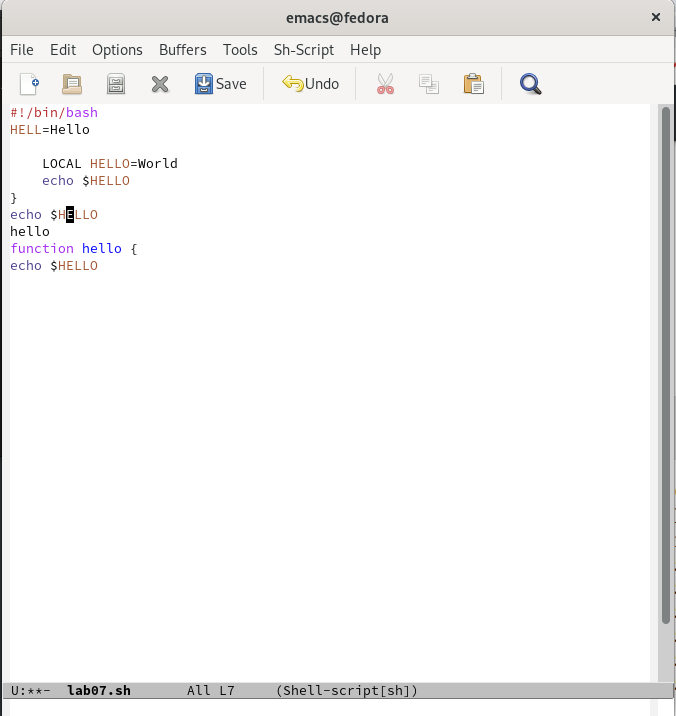 emacs@fedora ×
File Edit Options Buffers Tools Sh-Script Help
Save Undo
#!/bin/bash
HELL=Hello
LOCAL HELLO=World
echo $HELLO
}
echo $HELLO
hello
function hello {
echo $HELLO
U:**- lab07.sh All L7 (Shell-script[sh])